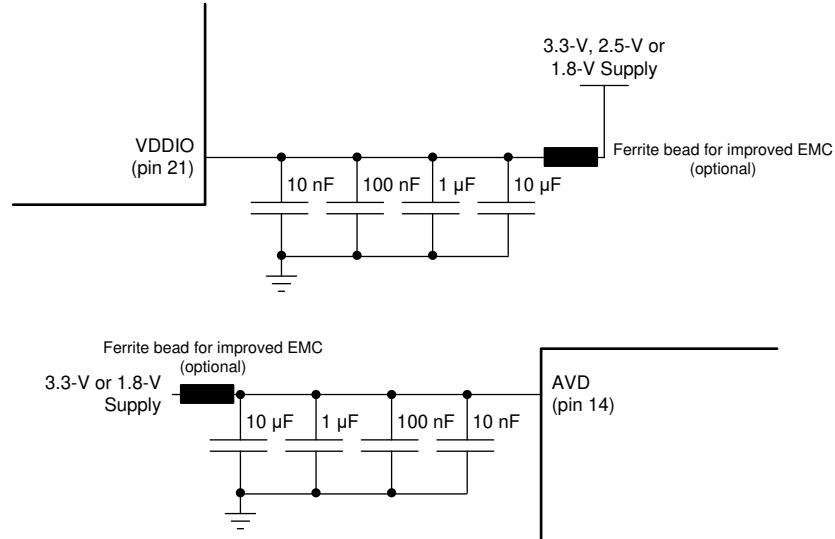 3.3-V, 2.5-V or
1.8-V Supply
VDDIO
(pin 21)
Ferrite bead for improved EMC
(optional)
10 nF
100 nF
1 µF
10 µF
Ferrite bead for improved EMC
(optional)
3.3-V or 1.8-V
Supply
AVD
(pin 14)
10 µF
1 µF
100 nF
10 nF